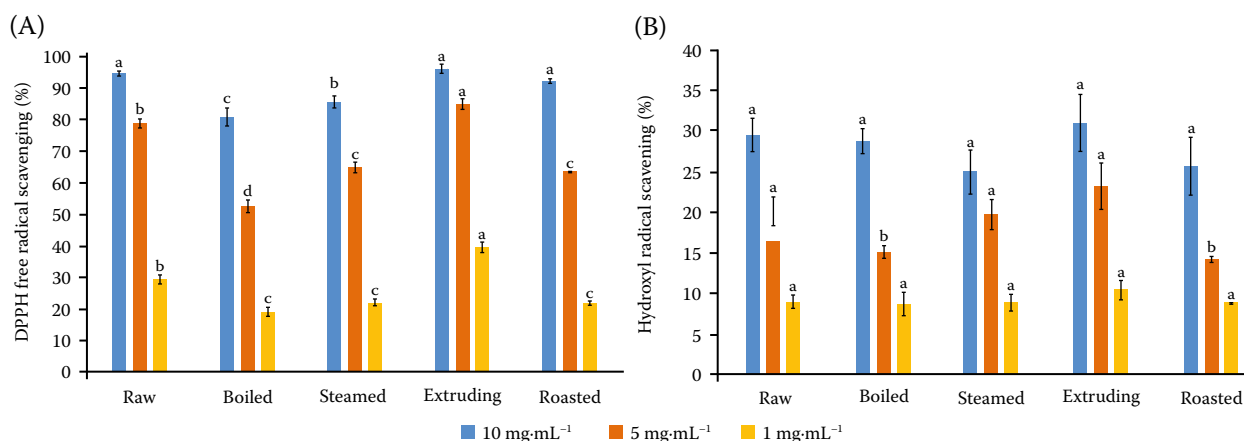 (A)
DPPH free radical scavenging (%)
100
90
80
70
60
50
40
30
20
10
0
a
b
b
c
d
c
b
c
c
a
a
a
a
c
c
Raw
Boiled
Steamed
Extruding
Roasted
(B)
Hydroxyl radical scavening (%)
40
35
30
25
20
15
10
5
0
a
a
a
a
b
a
a
a
a
a
a
a
a
b
a
Raw
Boiled
Steamed
Extruding
Roasted
10 mg·mL⁻¹
5 mg·mL⁻¹
1 mg·mL⁻¹